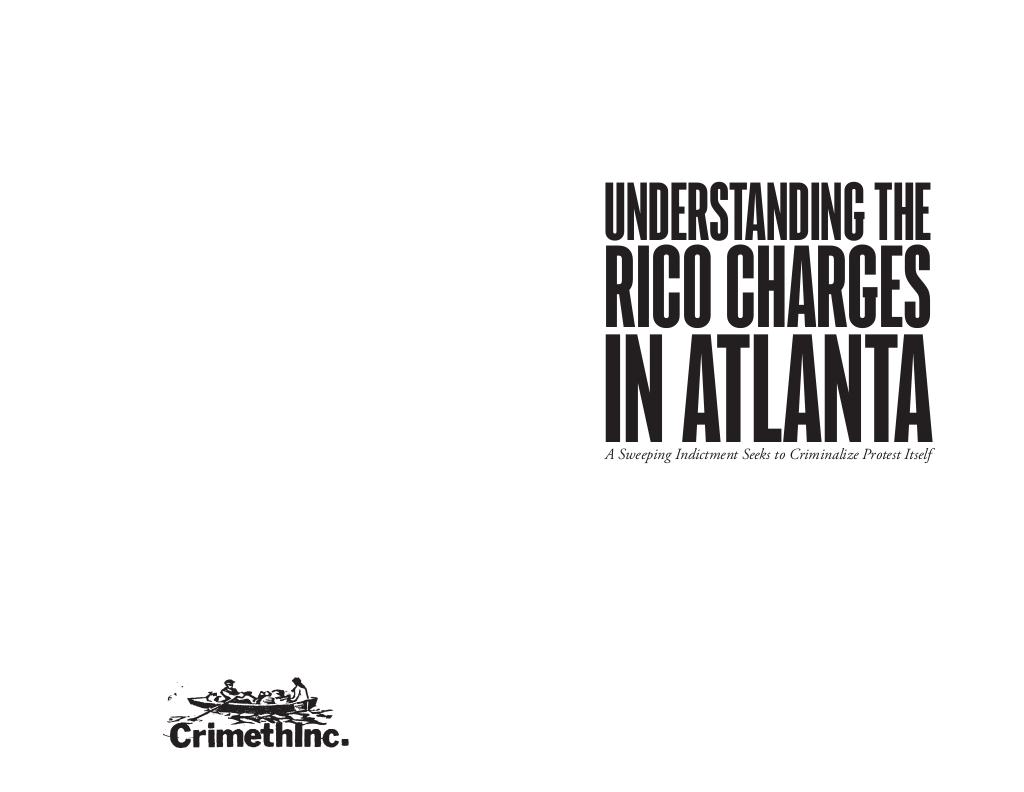 UNDERSTANDING THE
RICO CHARGES
IN ATLANTA
A Sweeping Indictment Seeks to Criminalize Protest Itself
CrimethInc.